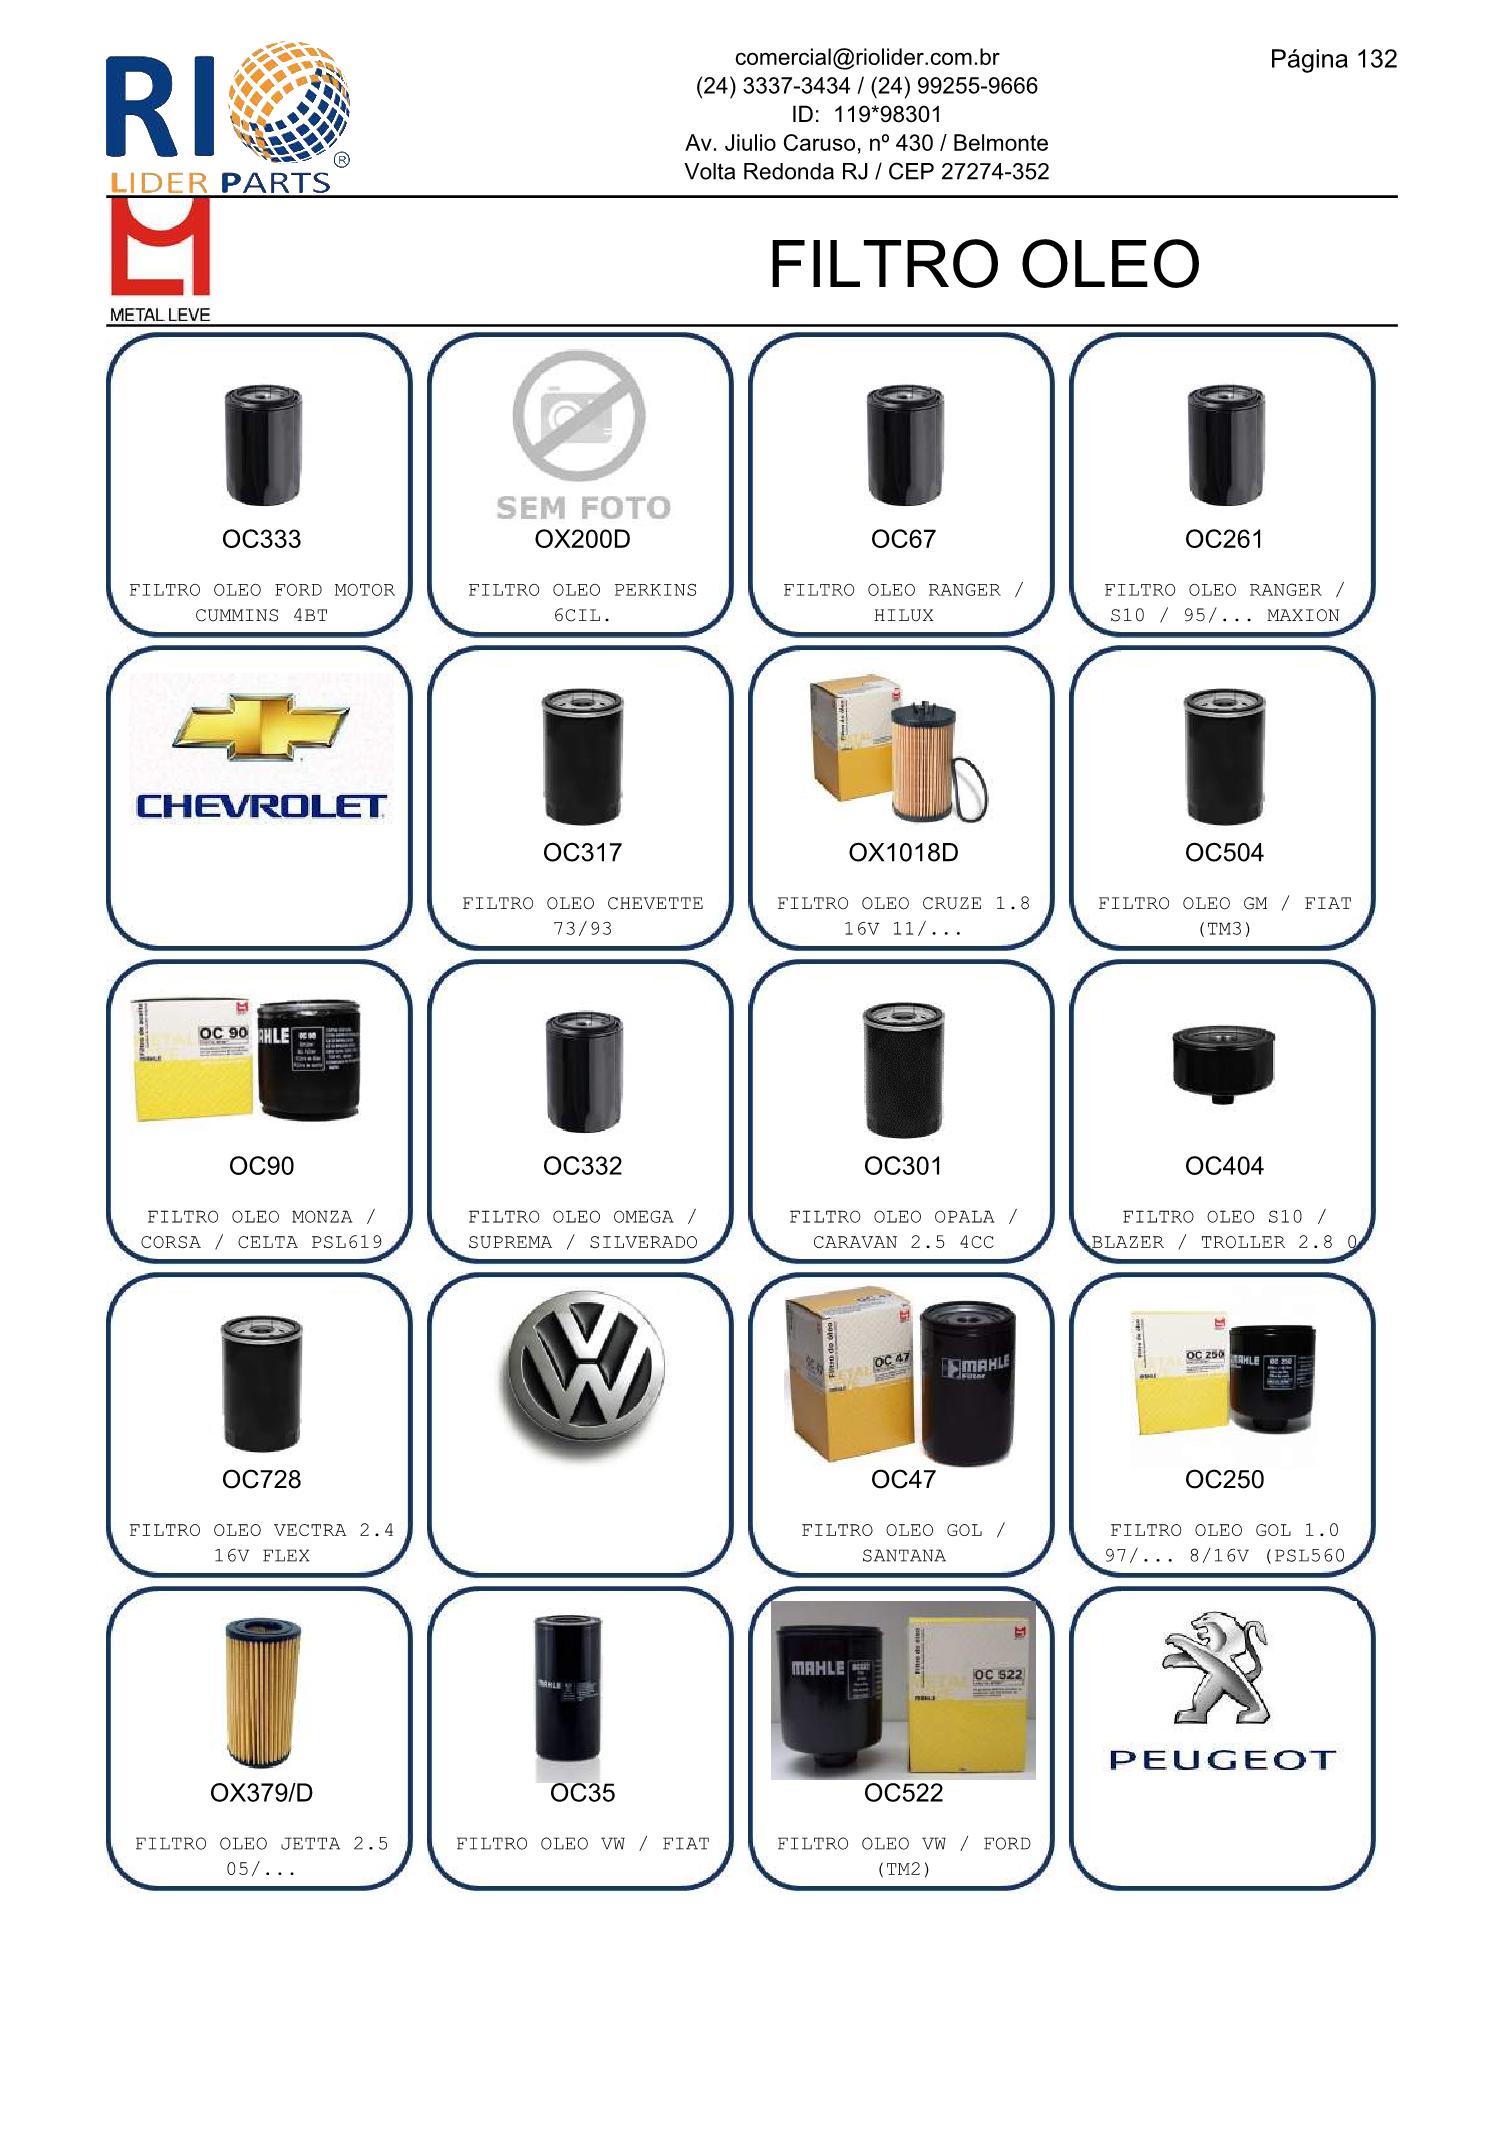 RIO
LIDER PARTS
®
comercial@riolider.com.br
(24) 3337-3434 / (24) 99255-9666
ID: 119*98301
Av. Jiulio Caruso, nº 430 / Belmonte
Volta Redonda RJ / CEP 27274-352
Página 132
METAL LEVE
FILTRO OLEO
OC333
FILTRO OLEO FORD MOTOR
CUMMINS 4BT
SEM FOTO
OX200D
FILTRO OLEO PERKINS
6CIL.
OC67
FILTRO OLEO RANGER /
HILUX
OC261
FILTRO OLEO RANGER /
S10 / 95/... MAXION
CHEVROLET
OC317
FILTRO OLEO CHEVETTE
73/93
OX1018D
FILTRO OLEO CRUZE 1.8
16V 11/...
OC504
FILTRO OLEO GM / FIAT
(TM3)
OC 90
OC90
FILTRO OLEO MONZA /
CORSA / CELTA PSL619
OC332
FILTRO OLEO OMEGA /
SUPREMA / SILVERADO
OC301
FILTRO OLEO OPALA /
CARAVAN 2.5 4CC
OC404
FILTRO OLEO S10 /
BLAZER / TROLLER 2.8 0
OC728
FILTRO OLEO VECTRA 2.4
16V FLEX
OC 47
MAHLE
Filter
OC47
FILTRO OLEO GOL /
SANTANA
OC 250
MAHLE
OC250
FILTRO OLEO GOL 1.0
97/... 8/16V (PSL560
OX379/D
FILTRO OLEO JETTA 2.5
05/...
MAHLE
OC35
FILTRO OLEO VW / FIAT
MAHLE
OC 522
OC522
FILTRO OLEO VW / FORD
(TM2)
PEUGEOT